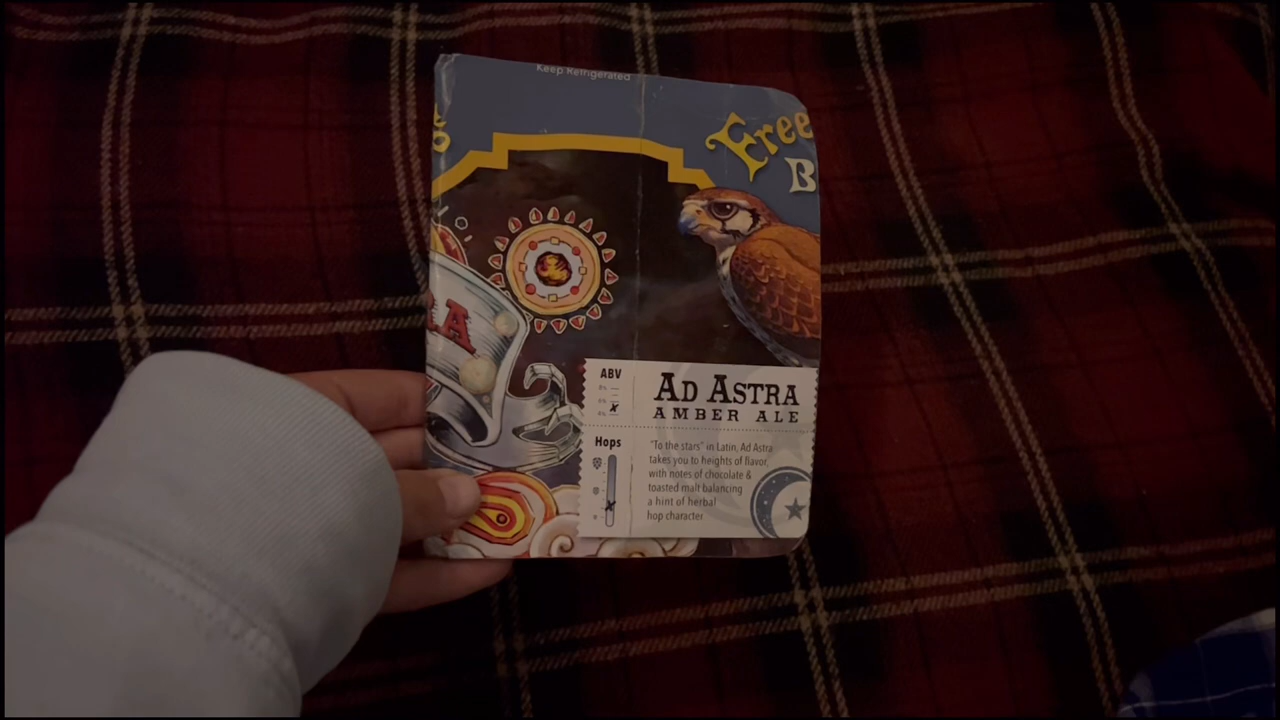 Keep Refrigerated
Free
B
RA
ABV
AD ASTRA
AMBER ALE
Hops
"To the stars" in Latin, Ad Astra
takes you to heights of flavor,
with notes of chocolate &
toasted malt balancing
a hint of herbal
hop character